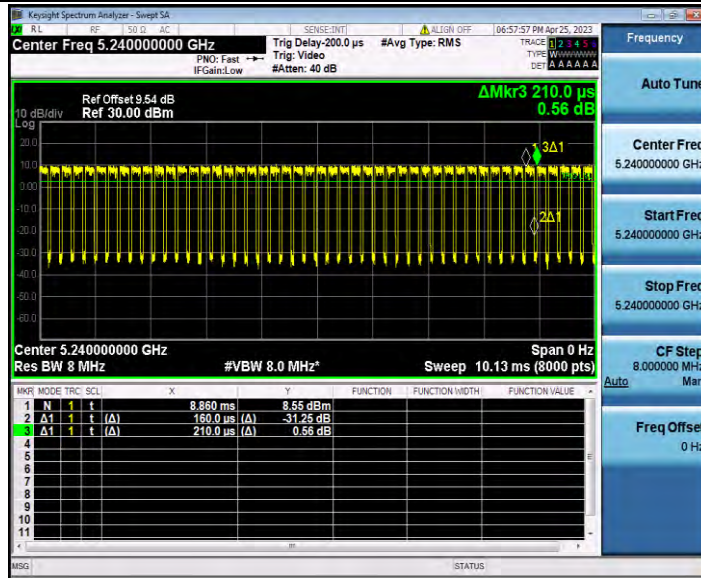 Keysight Spectrum Analyzer - Swept SA
RL RF 50 Ω AC SENSE:INT ALIGN OFF 06:57:57 PM Apr 25, 2023
Center Freq 5.240000000 GHz
PNO: Fast
IFGain:Low
Trig Delay-200.0 µs
Trig: Video
#Atten: 40 dB
#Avg Type: RMS
TRACE 1 2 3 4 5 6
TYPE WWWWWW
DET A A A A A A
ΔMkr3 210.0 µs
0.56 dB
Ref Offset 9.54 dB
10 dB/div Ref 30.00 dBm
Log
20.0
10.0
0.00
-10.0
-20.0
-30.0
-40.0
-50.0
-60.0
3Δ1
2Δ1
Center 5.240000000 GHz Span 0 Hz
Res BW 8 MHz #VBW 8.0 MHz* Sweep 10.13 ms (8000 pts)
MKR MODE TRC SCL X Y FUNCTION FUNCTION WIDTH FUNCTION VALUE
1 N 1 t 8.860 ms 8.55 dBm
2 Δ1 1 t (Δ) 160.0 µs (Δ) -31.25 dB
3 Δ1 1 t (Δ) 210.0 µs (Δ) 0.56 dB
4
5
6
7
8
9
10
11
MSG STATUS
Frequency
Auto Tune
Center Freq
5.240000000 GHz
Start Freq
5.240000000 GHz
Stop Freq
5.240000000 GHz
CF Step
8.000000 MHz
Auto Man
Freq Offset
0 Hz